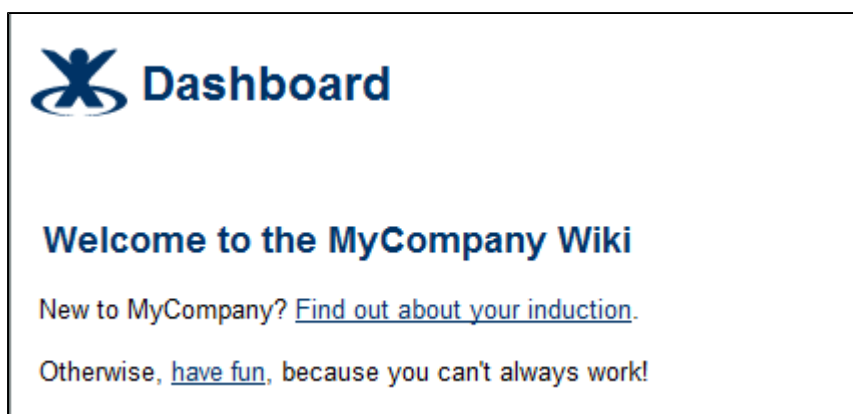 Dashboard
Welcome to the MyCompany Wiki
New to MyCompany? Find out about your induction.
Otherwise, have fun, because you can't always work!